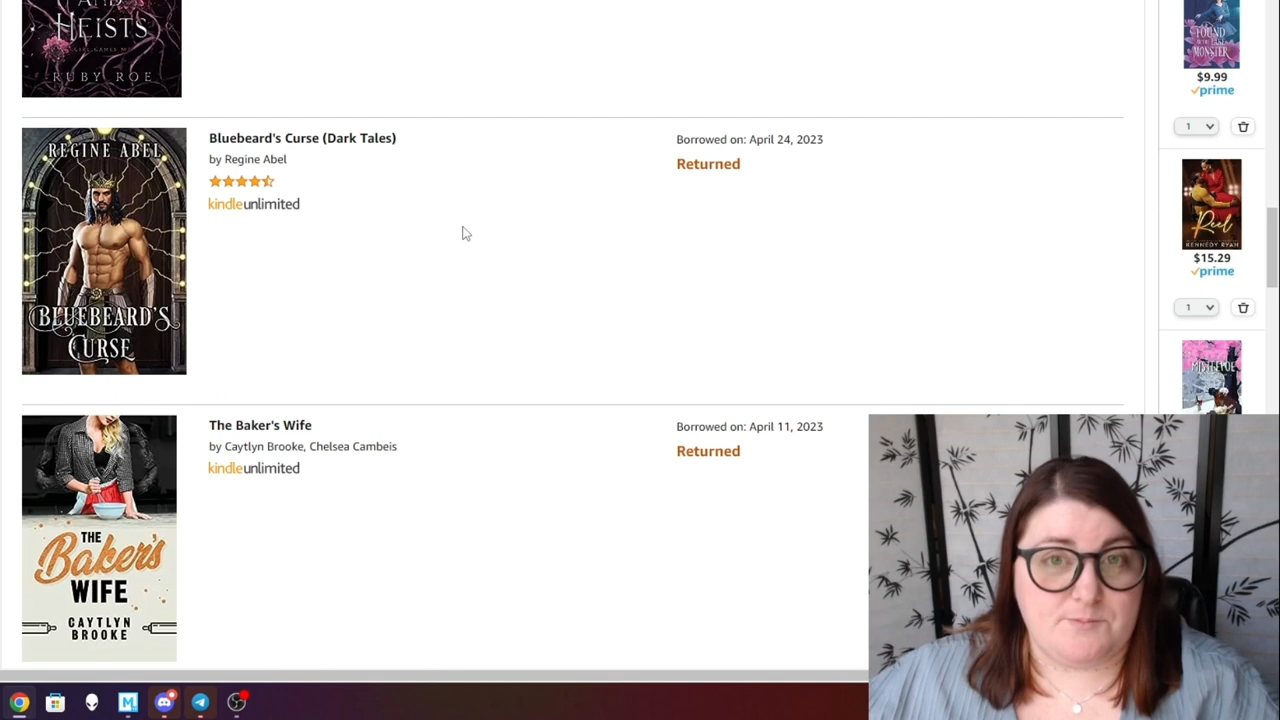 AND
HEISTS
RUBY ROE
REGINE ABEL
BLUEBEARD'S
CURSE
Bluebeard's Curse (Dark Tales)
by Regine Abel
kindleunlimited
Borrowed on: April 24, 2023
Returned
THE
Baker's
WIFE
CAYTLYN
BROOKE
The Baker's Wife
by Caytlyn Brooke, Chelsea Cambeis
kindleunlimited
Borrowed on: April 11, 2023
Returned
FOUND
MONSTER
$9.99
prime
1
Reel
KENNEDY RYAN
$15.29
prime
1
MISTLEFOE
M